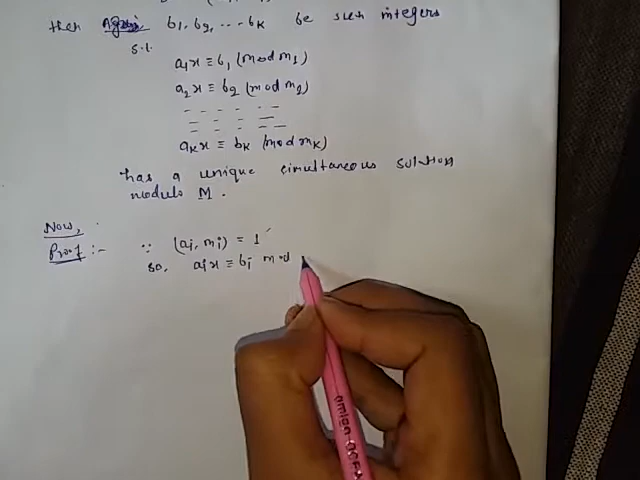 then b1, b2, ... bk be such integers
s.t.
a1x ≡ b1 (mod m1)
a2x ≡ b2 (mod m2)
akx ≡ bk (mod mk)
has a unique simultaneous solution
modulo M.
Now,
Proof :- ∵ (ai, mi) = 1
so, aix ≡ bi mod